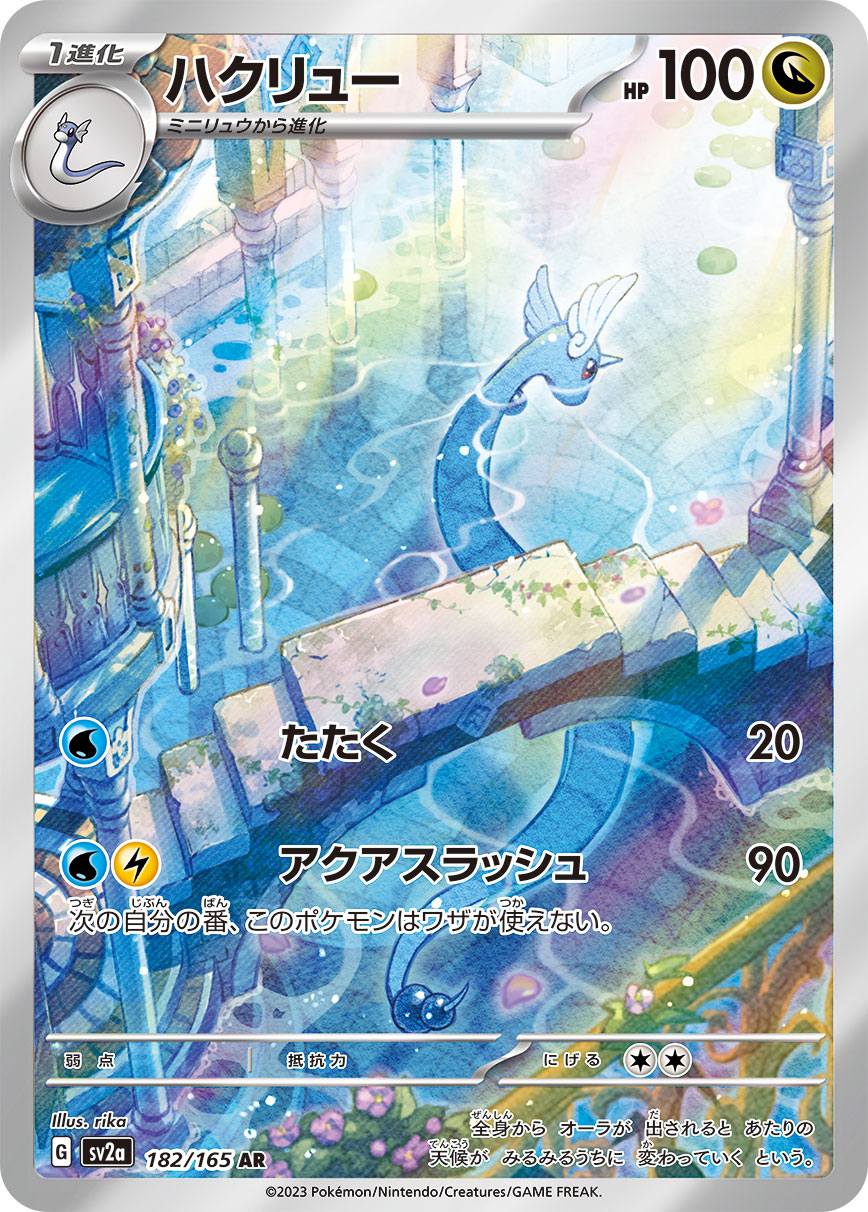 1進化
ハクリュー
HP 100
ミニリュウから進化
たたく 20
アクアスラッシュ 90
次の自分の番、このポケモンはワザが使えない。
弱点 抵抗力 にげる
Illus. rika
G sv2a 182/165 AR
全身から オーラが 出されると あたりの
天候が みるみるうちに 変わっていく という。
©2023 Pokémon/Nintendo/Creatures/GAME FREAK.